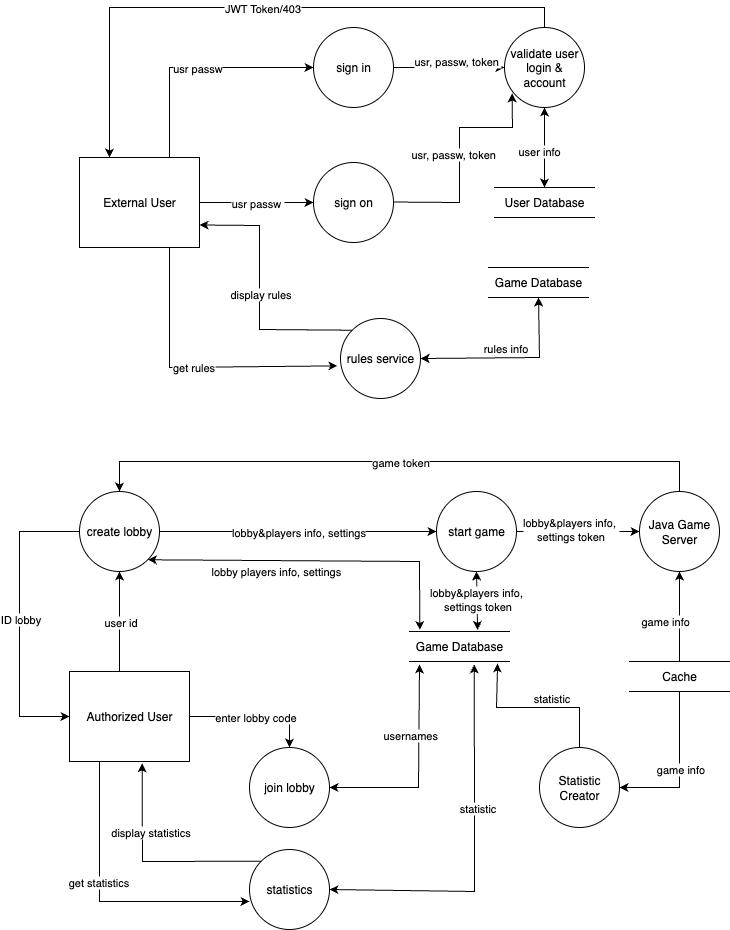 JWT Token/403
usr passw
sign in
usr, passw, token
validate user
login &
account
usr, passw, token
user info
External User
usr passw
sign on
User Database
Game Database
display rules
rules service
rules info
get rules
game token
create lobby
lobby&players info, settings
start game
lobby&players info,
settings token
Java Game
Server
lobby players info, settings
lobby&players info,
settings token
ID lobby
user id
game info
Game Database
Cache
Authorized User
enter lobby code
statistic
usernames
game info
join lobby
Statistic
Creator
statistic
display statistics
get statistics
statistics